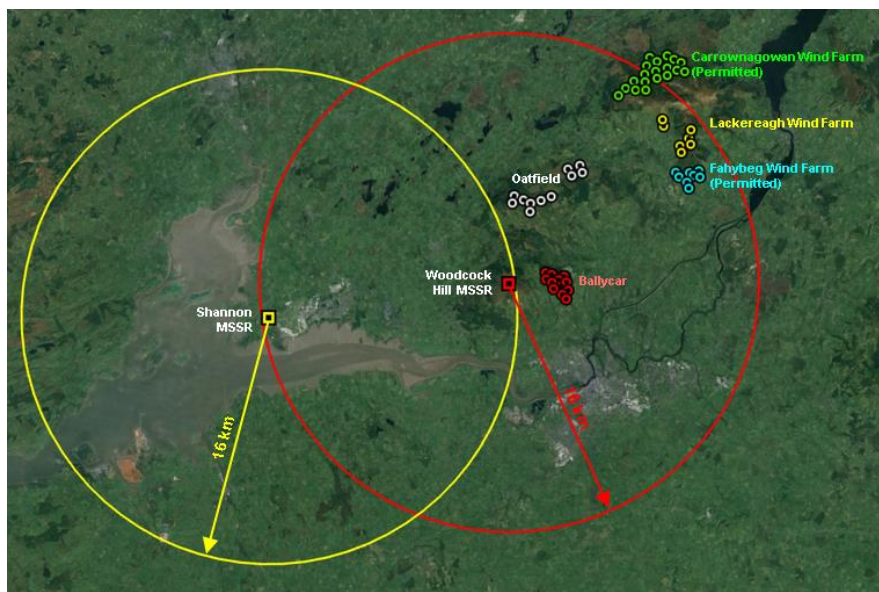 Carrownagowan Wind Farm
(Permitted)
Lackereagh Wind Farm
Oatfield
Fahybeg Wind Farm
(Permitted)
Woodcock
Hill MSSR
Ballycar
Shannon
MSSR
16 km
16 km